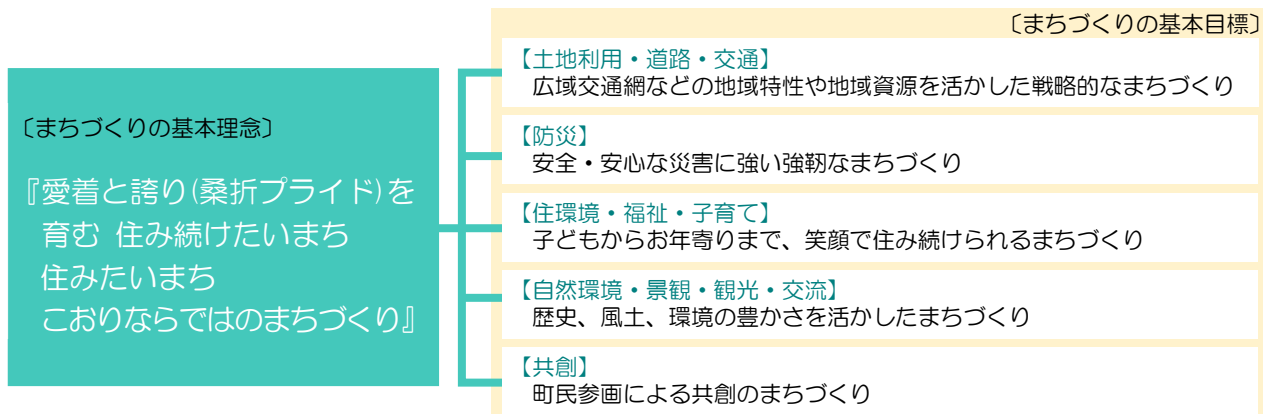 〔まちづくりの基本理念〕
『愛着と誇り(桑折プライド)を
育む 住み続けたいまち
住みたいまち
こおりならではのまちづくり』
〔まちづくりの基本目標〕
【土地利用・道路・交通】
広域交通網などの地域特性や地域資源を活かした戦略的なまちづくり
【防災】
安全・安心な災害に強い強靭なまちづくり
【住環境・福祉・子育て】
子どもからお年寄りまで、笑顔で住み続けられるまちづくり
【自然環境・景観・観光・交流】
歴史、風土、環境の豊かさを活かしたまちづくり
【共創】
町民参画による共創のまちづくり